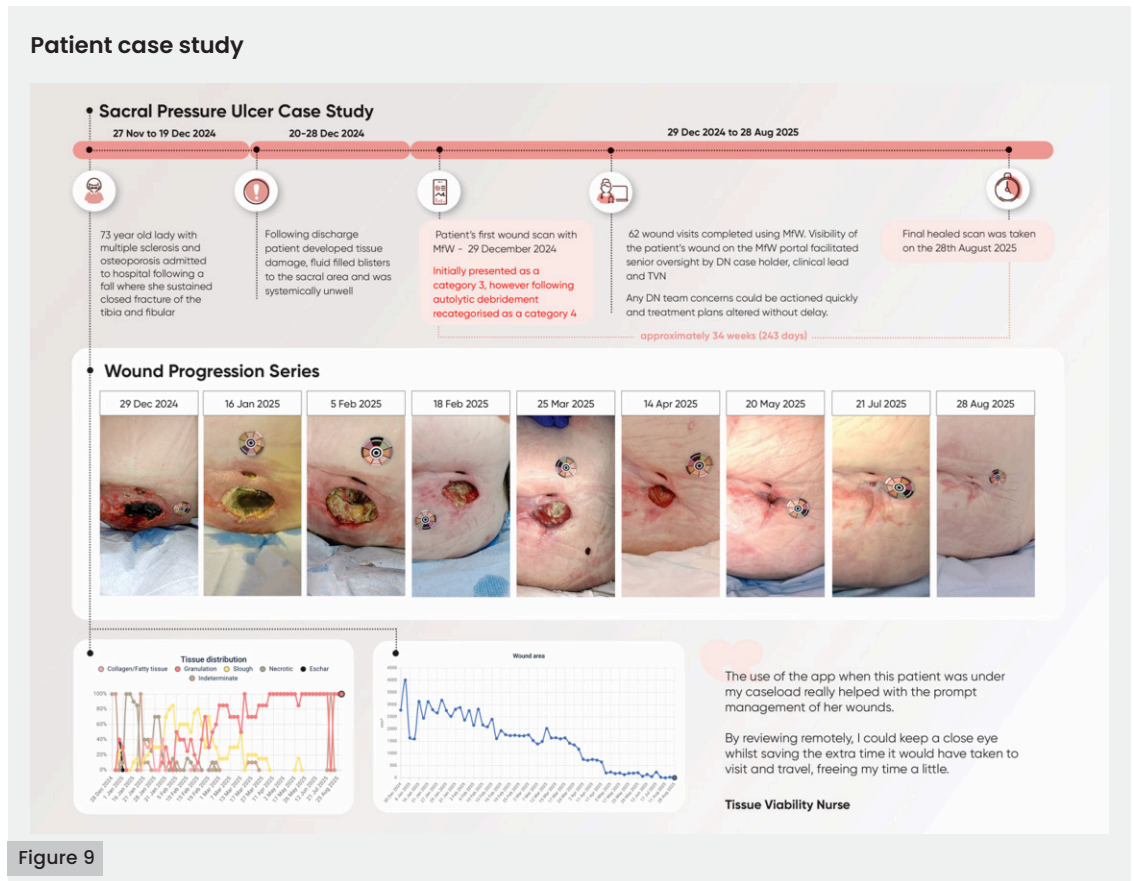 Patient case study
Sacral Pressure Ulcer Case Study
27 Nov to 19 Dec 2024
20-28 Dec 2024
29 Dec 2024 to 28 Aug 2025
73 year old lady with
multiple sclerosis and
osteoporosis admitted
to hospital following a
fall where she sustained
closed fracture of the
tibia and fibular
Following discharge
patient developed tissue
damage, fluid filled blisters
to the sacral area and was
systemically unwell
Patient's first wound scan with
MfW - 29 December 2024
Initially presented as a
category 3, however following
autolytic debridement
recategorised as a category 4
62 wound visits completed using MfW. Visibility of
the patient's wound on the MfW portal facilitated
senior oversight by DN case holder, clinical lead
and TVN
Any DN team concerns could be actioned quickly
and treatment plans altered without delay.
Final healed scan was taken
on the 28th August 2025
approximately 34 weeks (243 days)
Wound Progression Series
29 Dec 2024
16 Jan 2025
5 Feb 2025
18 Feb 2025
25 Mar 2025
14 Apr 2025
20 May 2025
21 Jul 2025
28 Aug 2025
Tissue distribution
Collagen/Fatty tissue Granulation Slough Necrotic Eschar
Indeterminate
100%
80%
60%
40%
20%
0%
Wound area
4500
4000
3500
3000
2500
2000
1500
1000
500
0
The use of the app when this patient was under
my caseload really helped with the prompt
management of her wounds.
By reviewing remotely, I could keep a close eye
whilst saving the extra time it would have taken to
visit and travel, freeing my time a little.
Tissue Viability Nurse
Figure 9